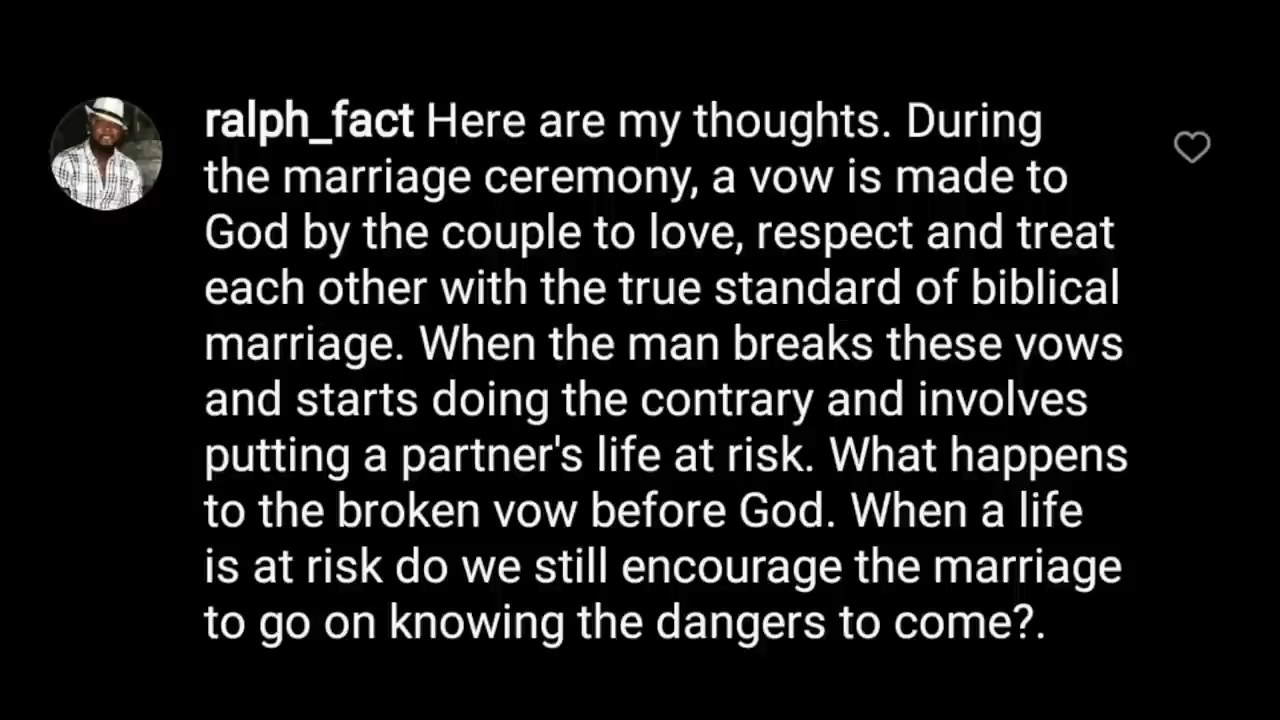 ralph_fact Here are my thoughts. During
the marriage ceremony, a vow is made to
God by the couple to love, respect and treat
each other with the true standard of biblical
marriage. When the man breaks these vows
and starts doing the contrary and involves
putting a partner's life at risk. What happens
to the broken vow before God. When a life
is at risk do we still encourage the marriage
to go on knowing the dangers to come?.